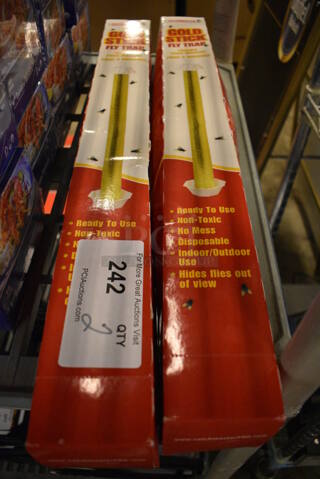 GOLD
STICK
FLY TRAP
• Ready To Use
• Non-Toxic
For More Great Auctions Visit
242
QTY
2
PCIAuctions.com
GOLD
STICK
FLY TRAP
• Ready To Use
• Non-Toxic
• No Mess
• Disposable
• Indoor/Outdoor
Use
• Hides flies out
of view